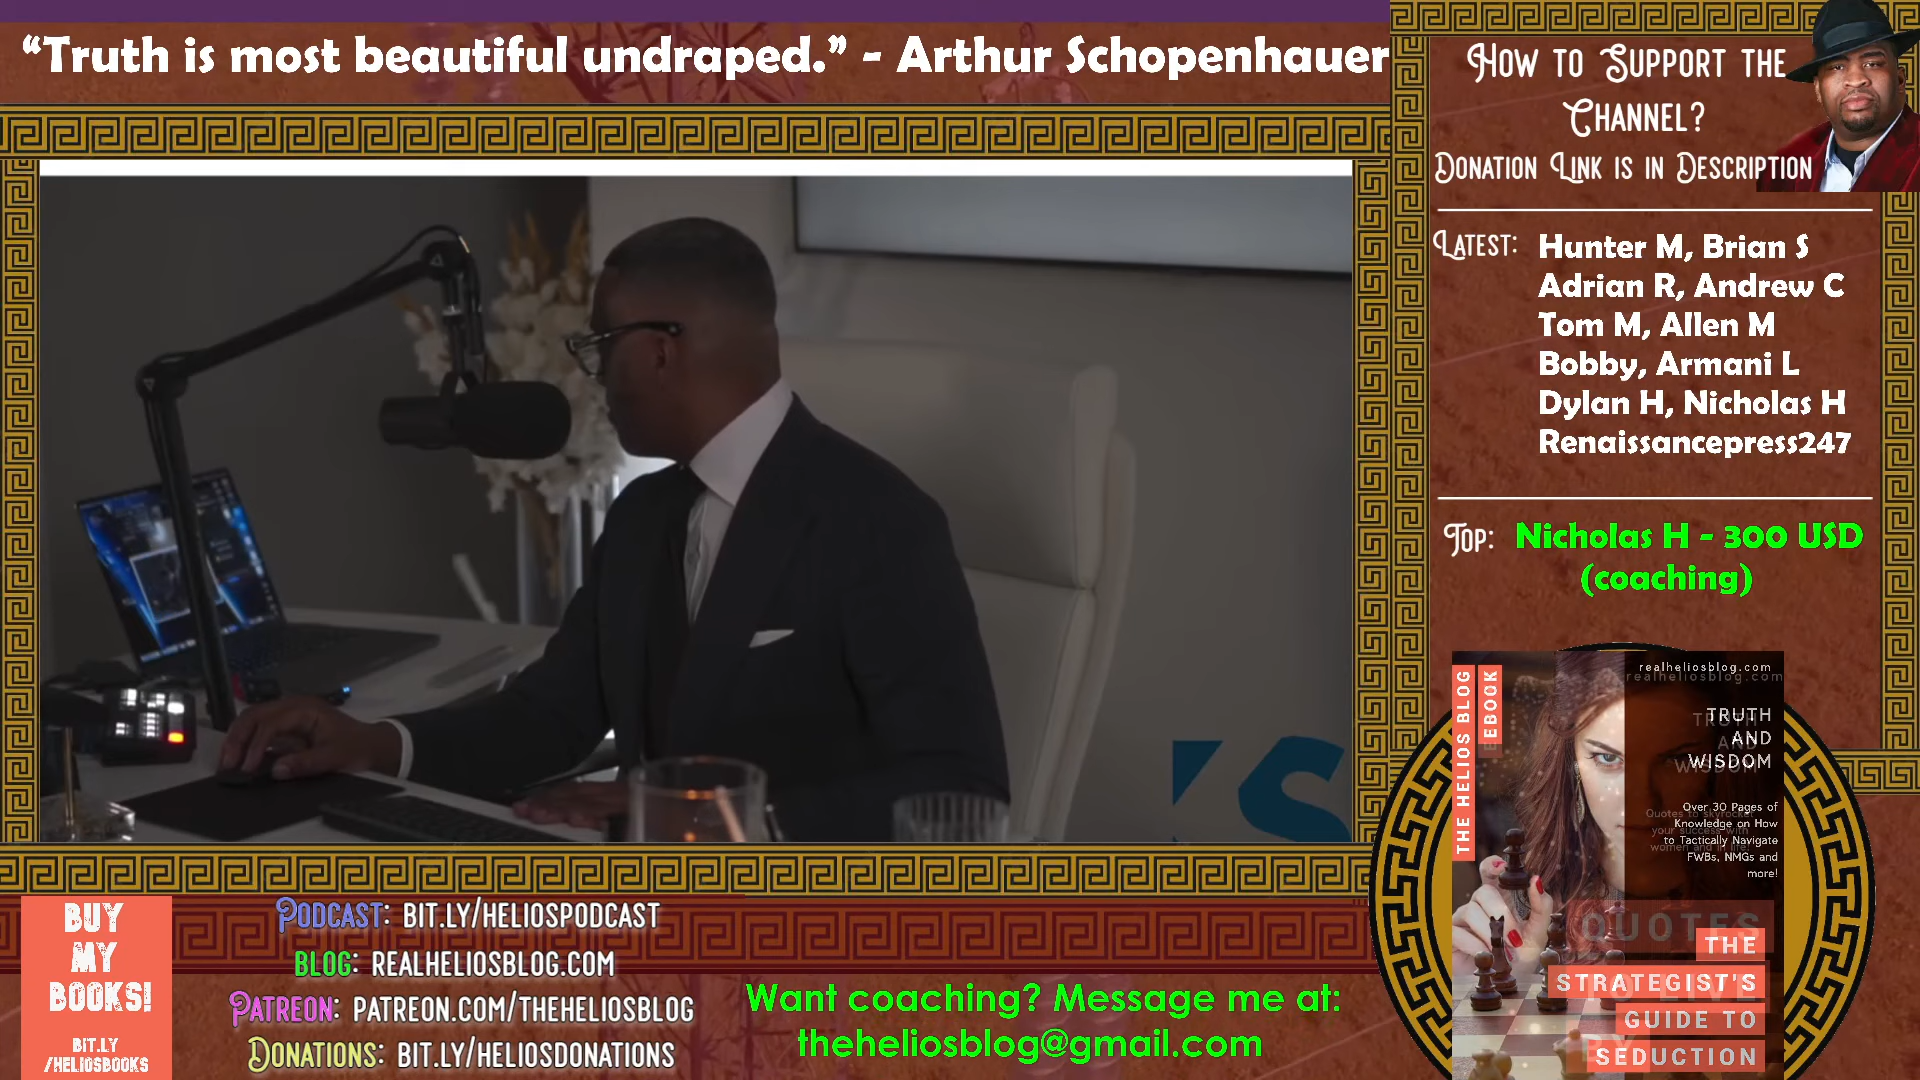 “Truth is most beautiful undraped.” - Arthur Schopenhauer
How to Support the
Channel?
Donation Link is in Description
Latest: Hunter M, Brian S
Adrian R, Andrew C
Tom M, Allen M
Bobby, Armani L
Dylan H, Nicholas H
Renaissancepress247
Top: Nicholas H - 300 USD
(coaching)
THE HELIOS BLOG
EBOOK
realheliosblog.com
realheliosblog.com
TRUTH
AND
WISDOM
Over 30 Pages of
Knowledge on How
to Tactically Navigate
FWBs, NMGs and
more!
QUOTES
THE
STRATEGIST'S
GUIDE TO
SEDUCTION
'S
BUY
MY
BOOKS!
BIT.LY
/HELIOSBOOKS
Podcast: BIT.LY/HELIOSPODCAST
BLOG: REALHELIOSBLOG.COM
Patreon: PATREON.COM/THEHELIOSBLOG
Donations: BIT.LY/HELIOSDONATIONS
Want coaching? Message me at:
theheliosblog@gmail.com